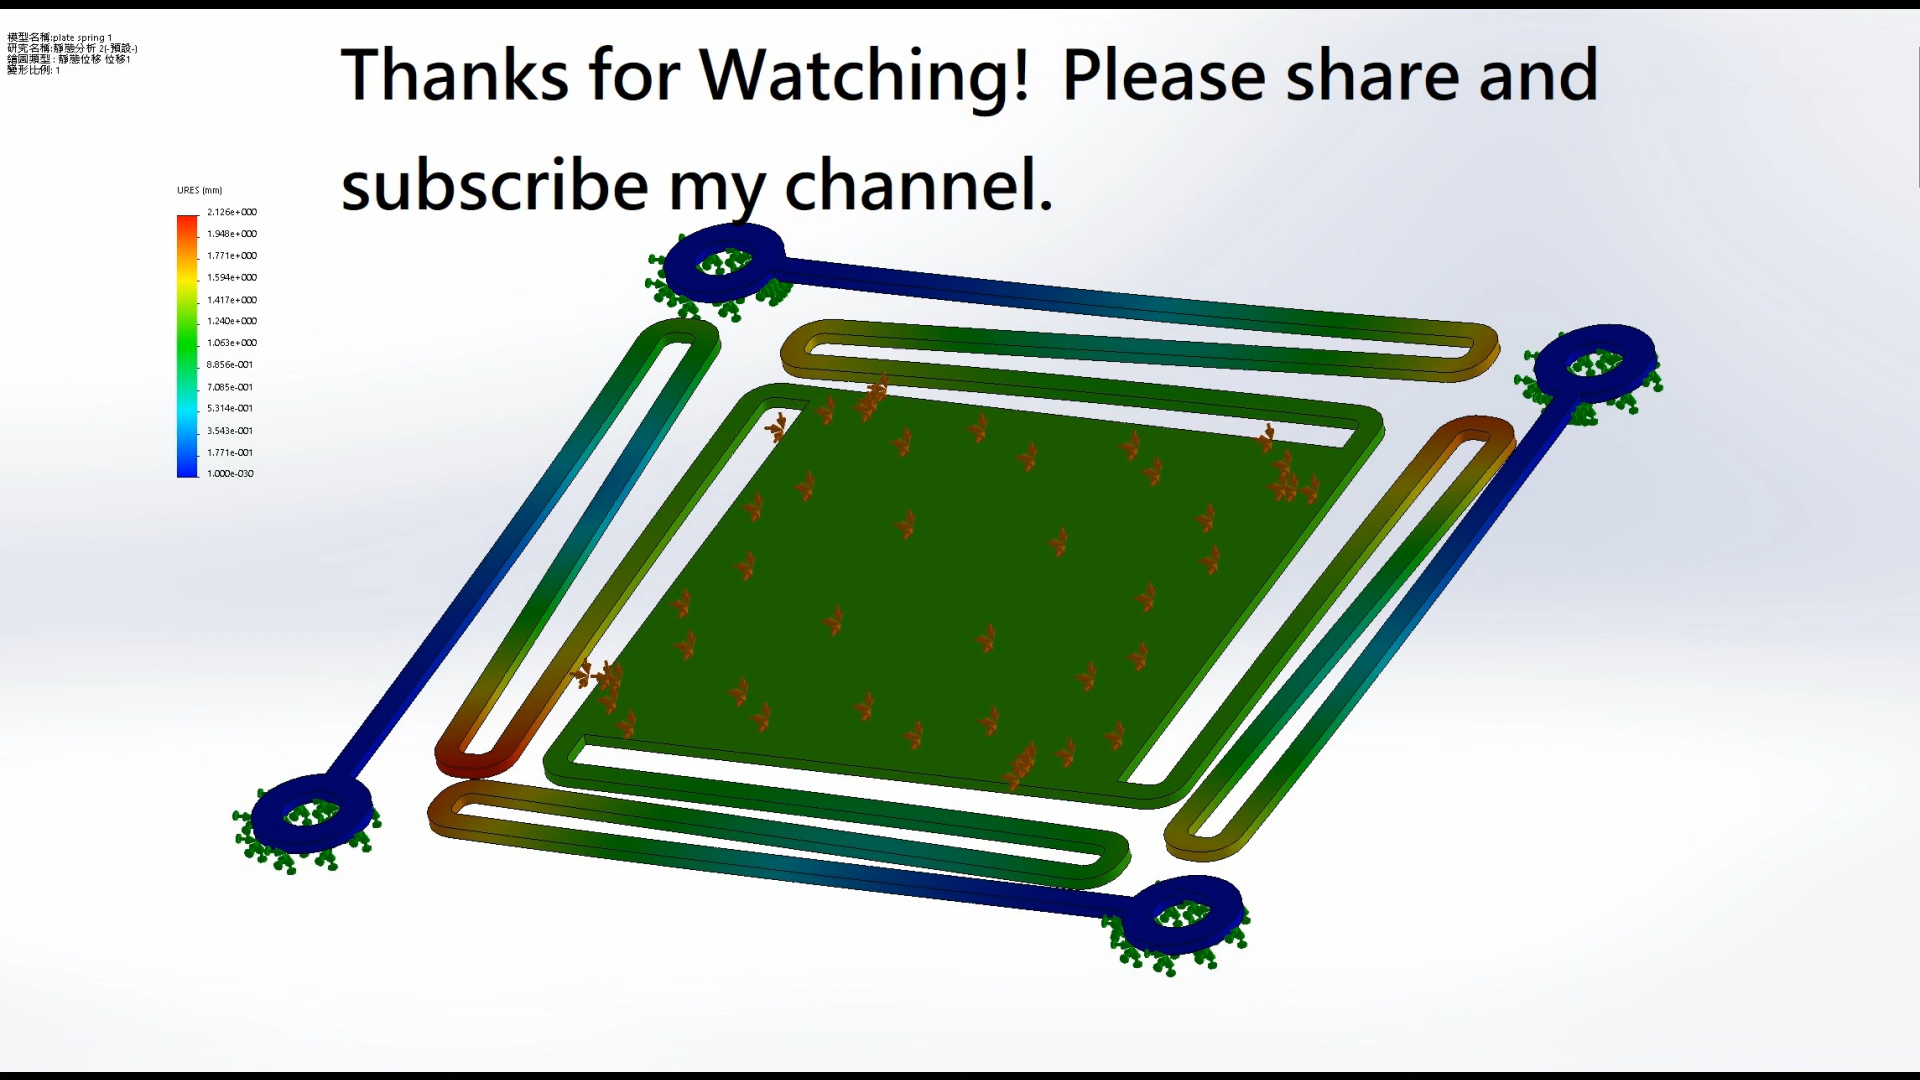 模型名稱:plate spring 1
研究名稱:靜態分析 2(-預設-)
繪圖類型: 靜態位移 位移1
變形比例: 1
Thanks for Watching! Please share and
subscribe my channel.
URES (mm)
2.126e+000
1.948e+000
1.771e+000
1.594e+000
1.417e+000
1.240e+000
1.063e+000
8.856e-001
7.085e-001
5.314e-001
3.543e-001
1.771e-001
1.000e-030